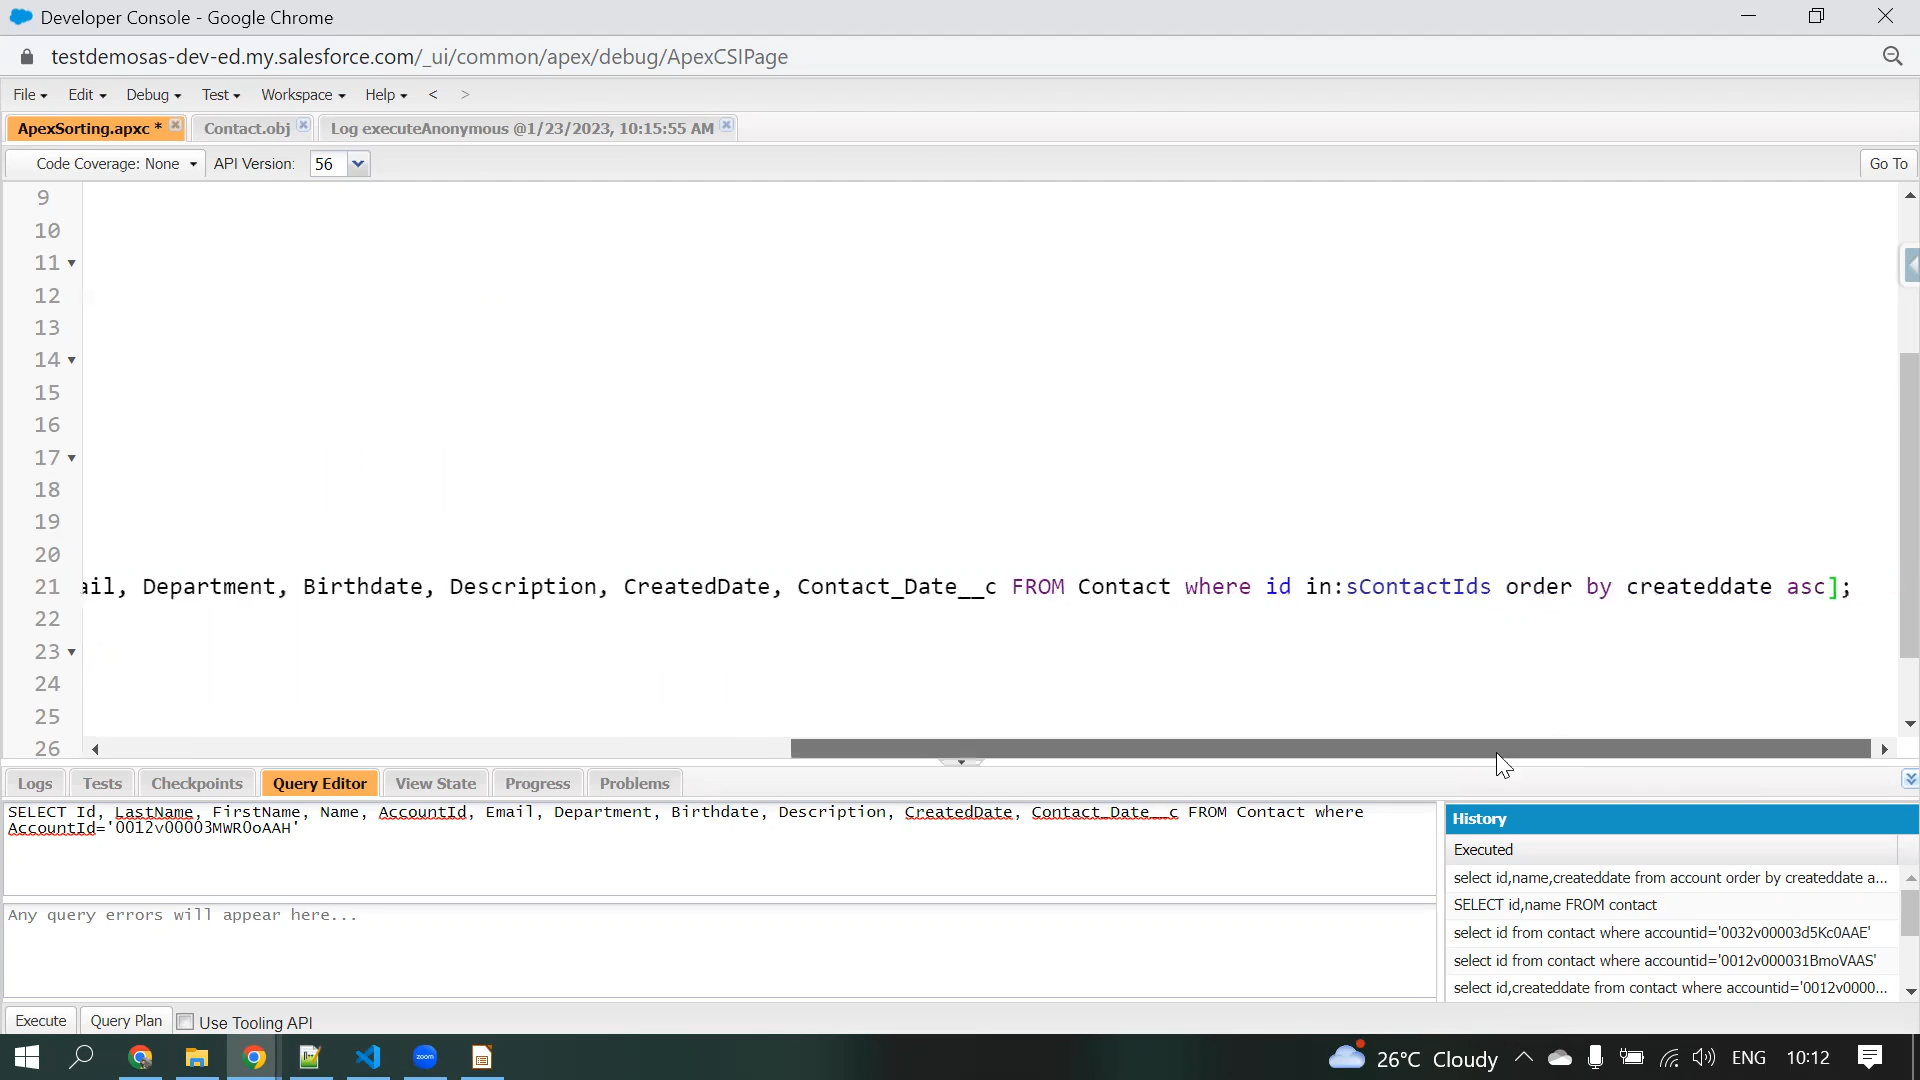 Developer Console - Google Chrome
testdemosas-dev-ed.my.salesforce.com/_ui/common/apex/debug/ApexCSIPage
File Edit Debug Test Workspace Help < >
ApexSorting.apxc * Contact.obj Log executeAnonymous @1/23/2023, 10:15:55 AM
Code Coverage: None API Version: 56 Go To
9
10
11
12
13
14
15
16
17
18
19
20
21 ail, Department, Birthdate, Description, CreatedDate, Contact_Date__c FROM Contact where id in:sContactIds order by createddate asc];
22
23
24
25
26
Logs Tests Checkpoints Query Editor View State Progress Problems
SELECT Id, LastName, FirstName, Name, AccountId, Email, Department, Birthdate, Description, CreatedDate, Contact_Date__c FROM Contact where
AccountId='0012v00003MWR0oAAH'
Any query errors will appear here...
History
Executed
select id,name,createddate from account order by createddate a...
SELECT id,name FROM contact
select id from contact where accountid='0032v00003d5Kc0AAE'
select id from contact where accountid='0012v000031BmoVAAS'
select id,createddate from contact where accountid='0012v0000...
Execute Query Plan Use Tooling API
zoom
26°C Cloudy ENG 10:12